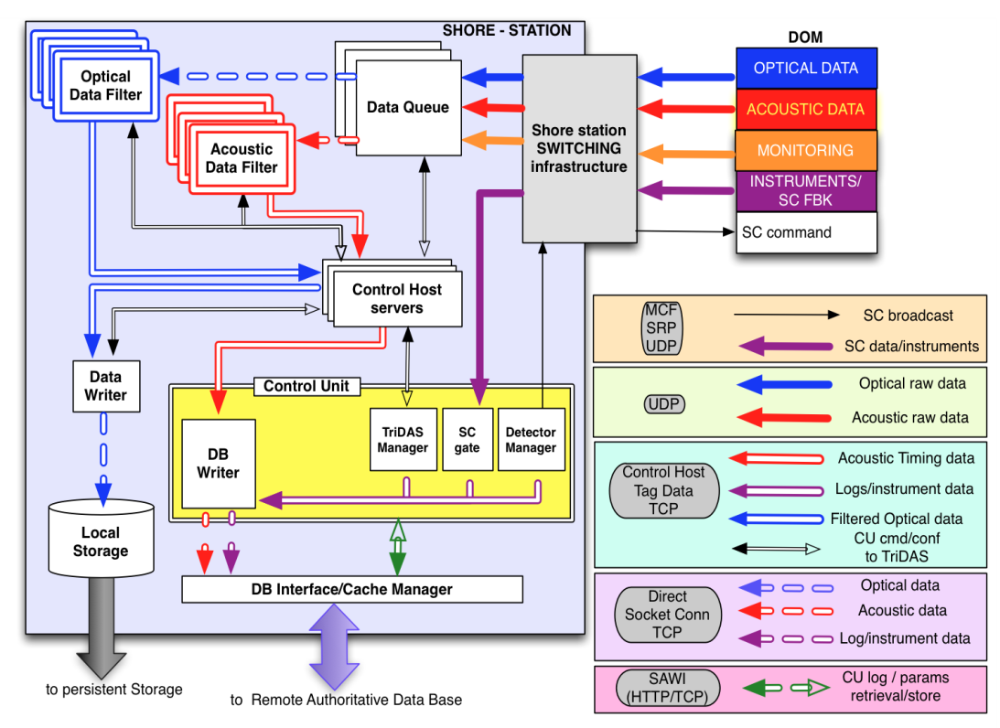 SHORE - STATION
DOM
Optical
Data Filter
OPTICAL DATA
Data Queue
ACOUSTIC DATA
Shore station
SWITCHING
infrastructure
Acoustic
Data Filter
MONITORING
INSTRUMENTS/
SC FBK
SC command
Control Host
servers
MCF
SRP
UDP
SC broadcast
SC data/instruments
Data
Writer
Control Unit
UDP
Optical raw data
Acoustic raw data
DB
Writer
TriDAS
Manager
SC
gate
Detector
Manager
Control Host
Tag Data
TCP
Acoustic Timing data
Logs/instrument data
Filtered Optical data
CU cmd/conf
to TriDAS
Local
Storage
DB Interface/Cache Manager
Direct
Socket Conn
TCP
Optical data
Acoustic data
Log/instrument data
SAWI
(HTTP/TCP)
CU log / params
retrieval/store
to persistent Storage
to Remote Authoritative Data Base